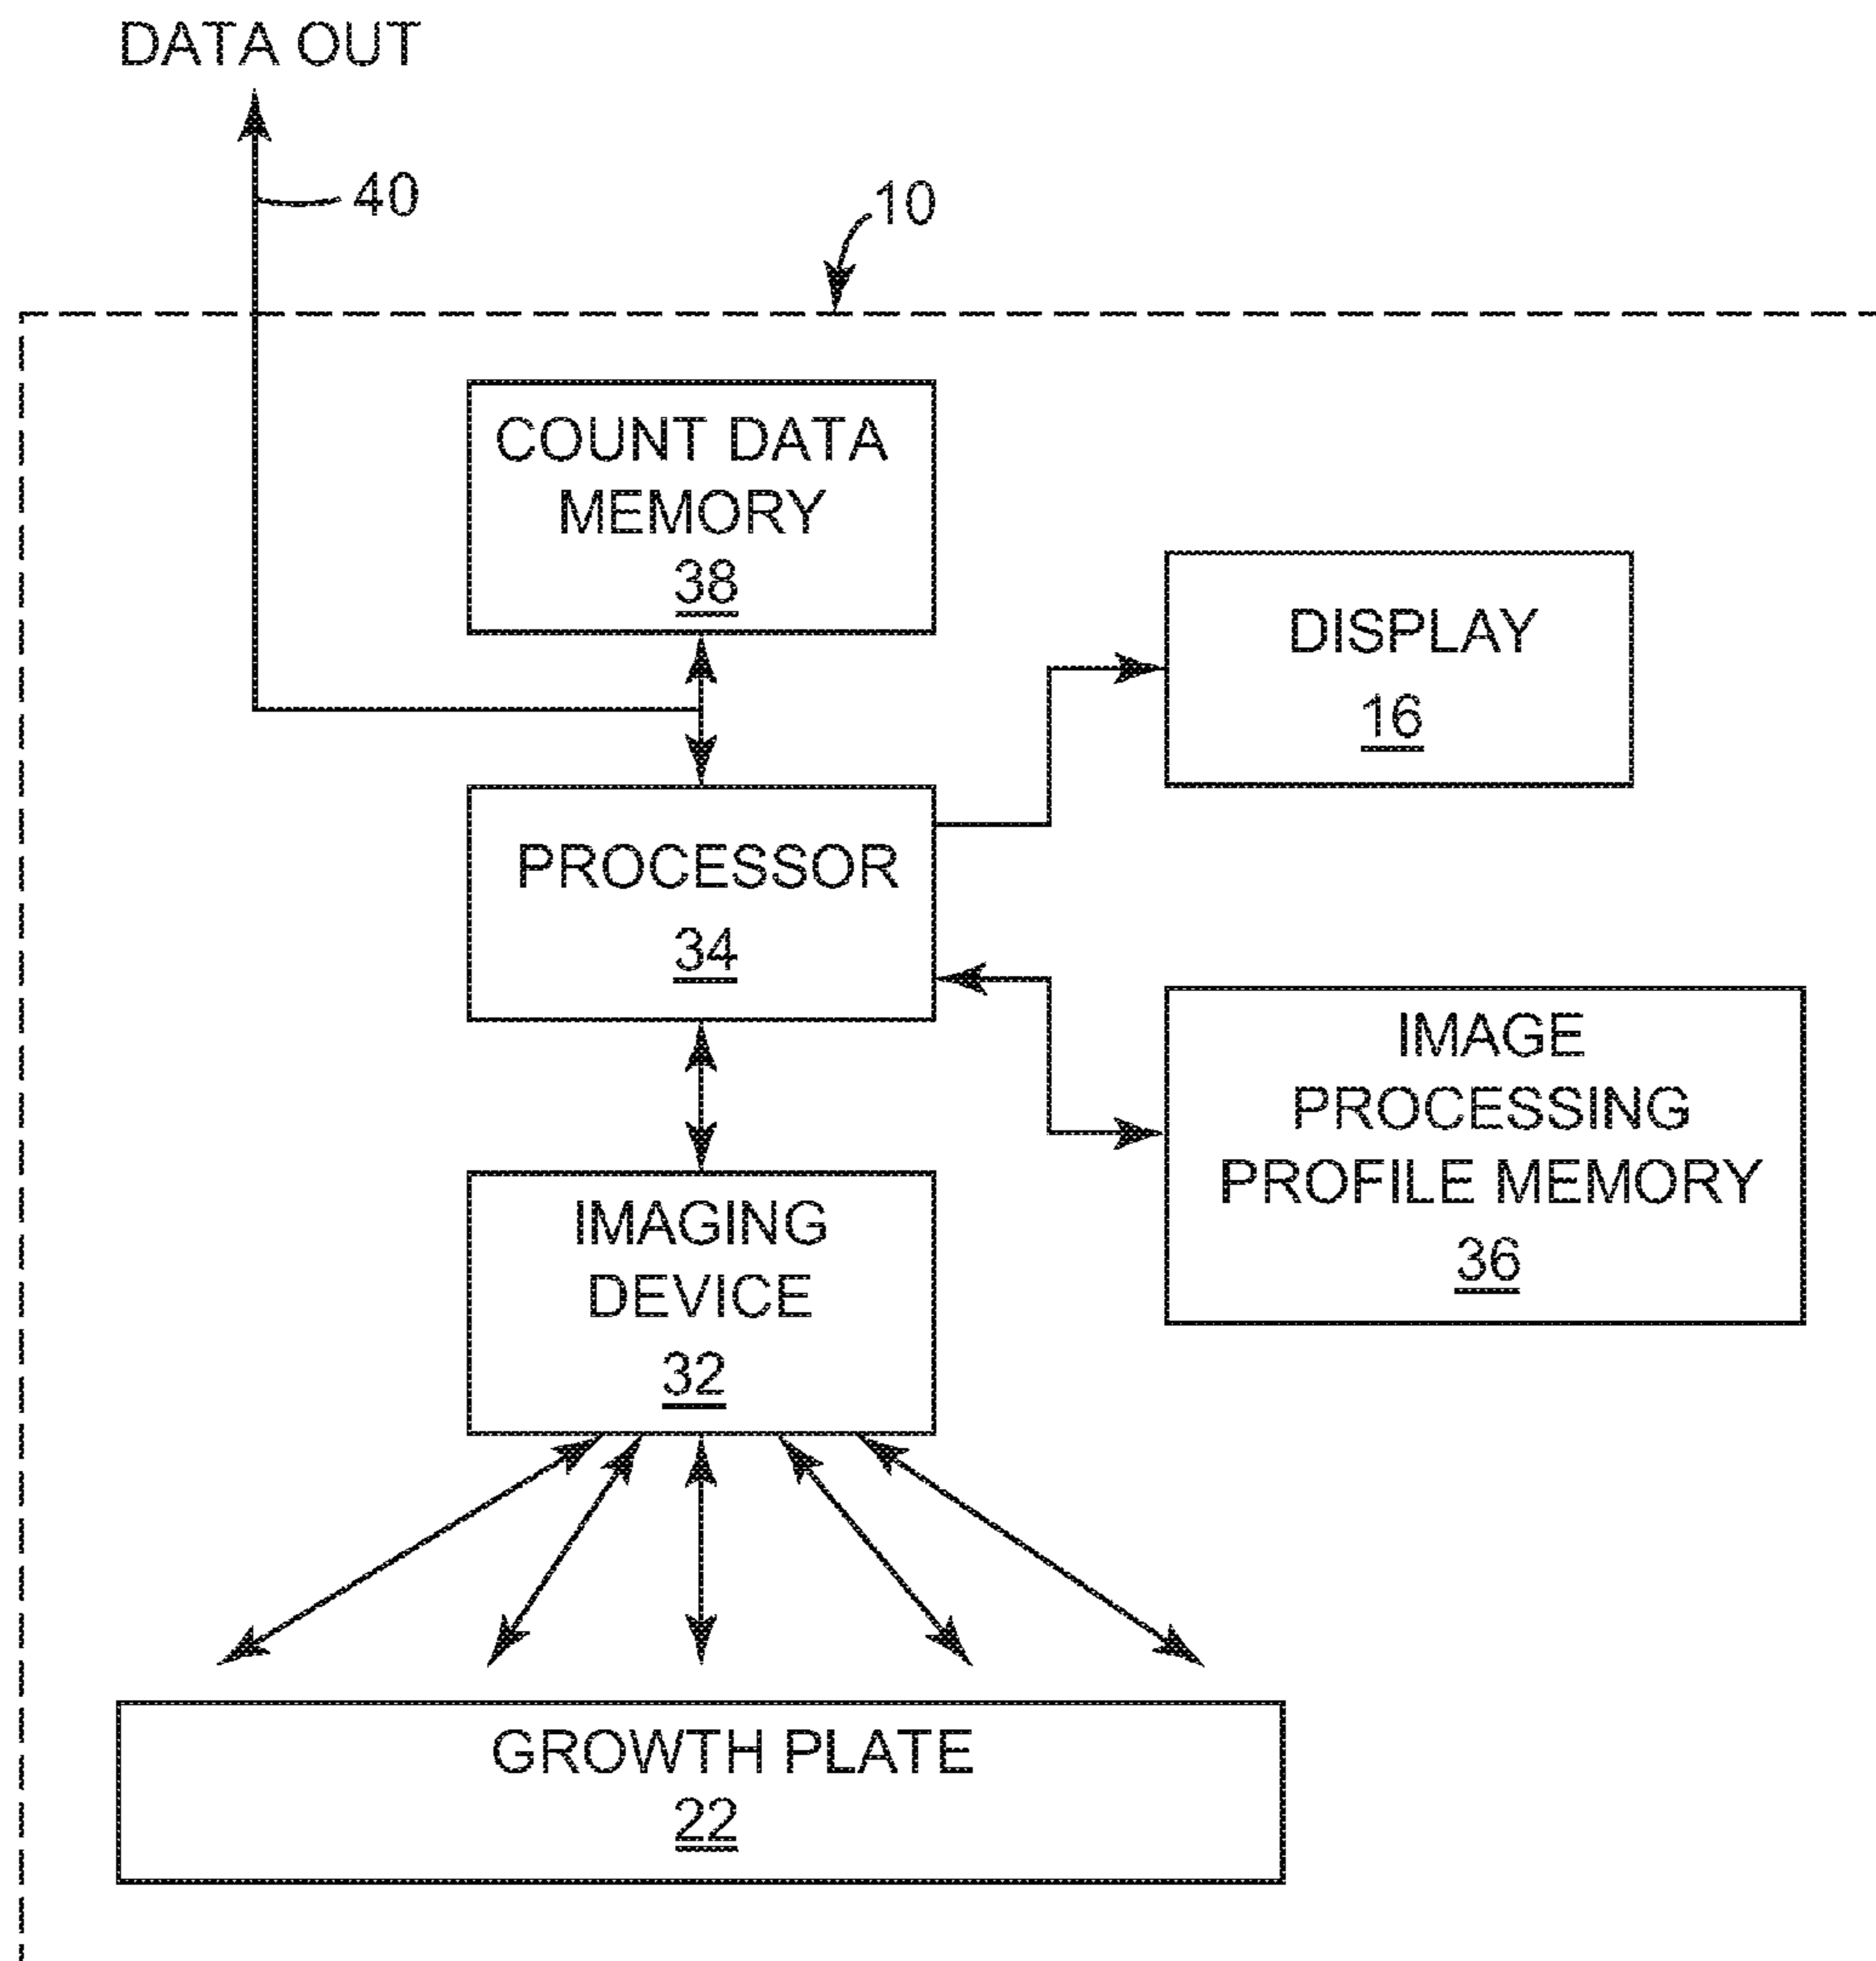 DATA OUT
40
10
COUNT DATA
MEMORY
38
DISPLAY
16
PROCESSOR
34
IMAGE
PROCESSING
PROFILE MEMORY
36
IMAGING
DEVICE
32
GROWTH PLATE
22